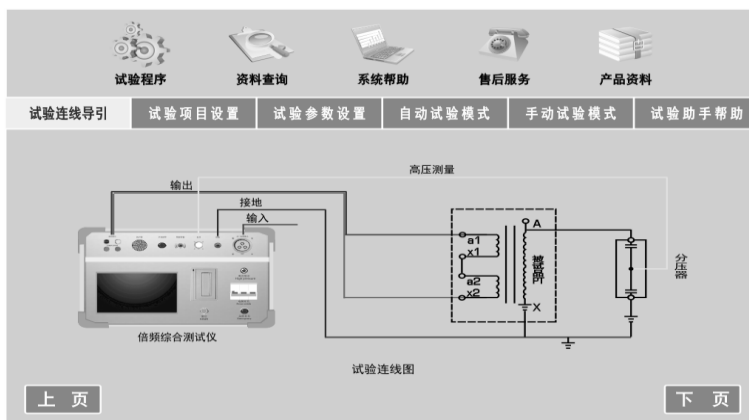 试验程序 资料查询 系统帮助 售后服务 产品资料
试验连线导引 试验项目设置 试验参数设置 自动试验模式 手动试验模式 试验助手帮助
高压测量
输出
接地
输入
A
a1
x1
a2
x2
X
被试品PT
分压器
倍频综合测试仪
试验连线图
上 页 下 页